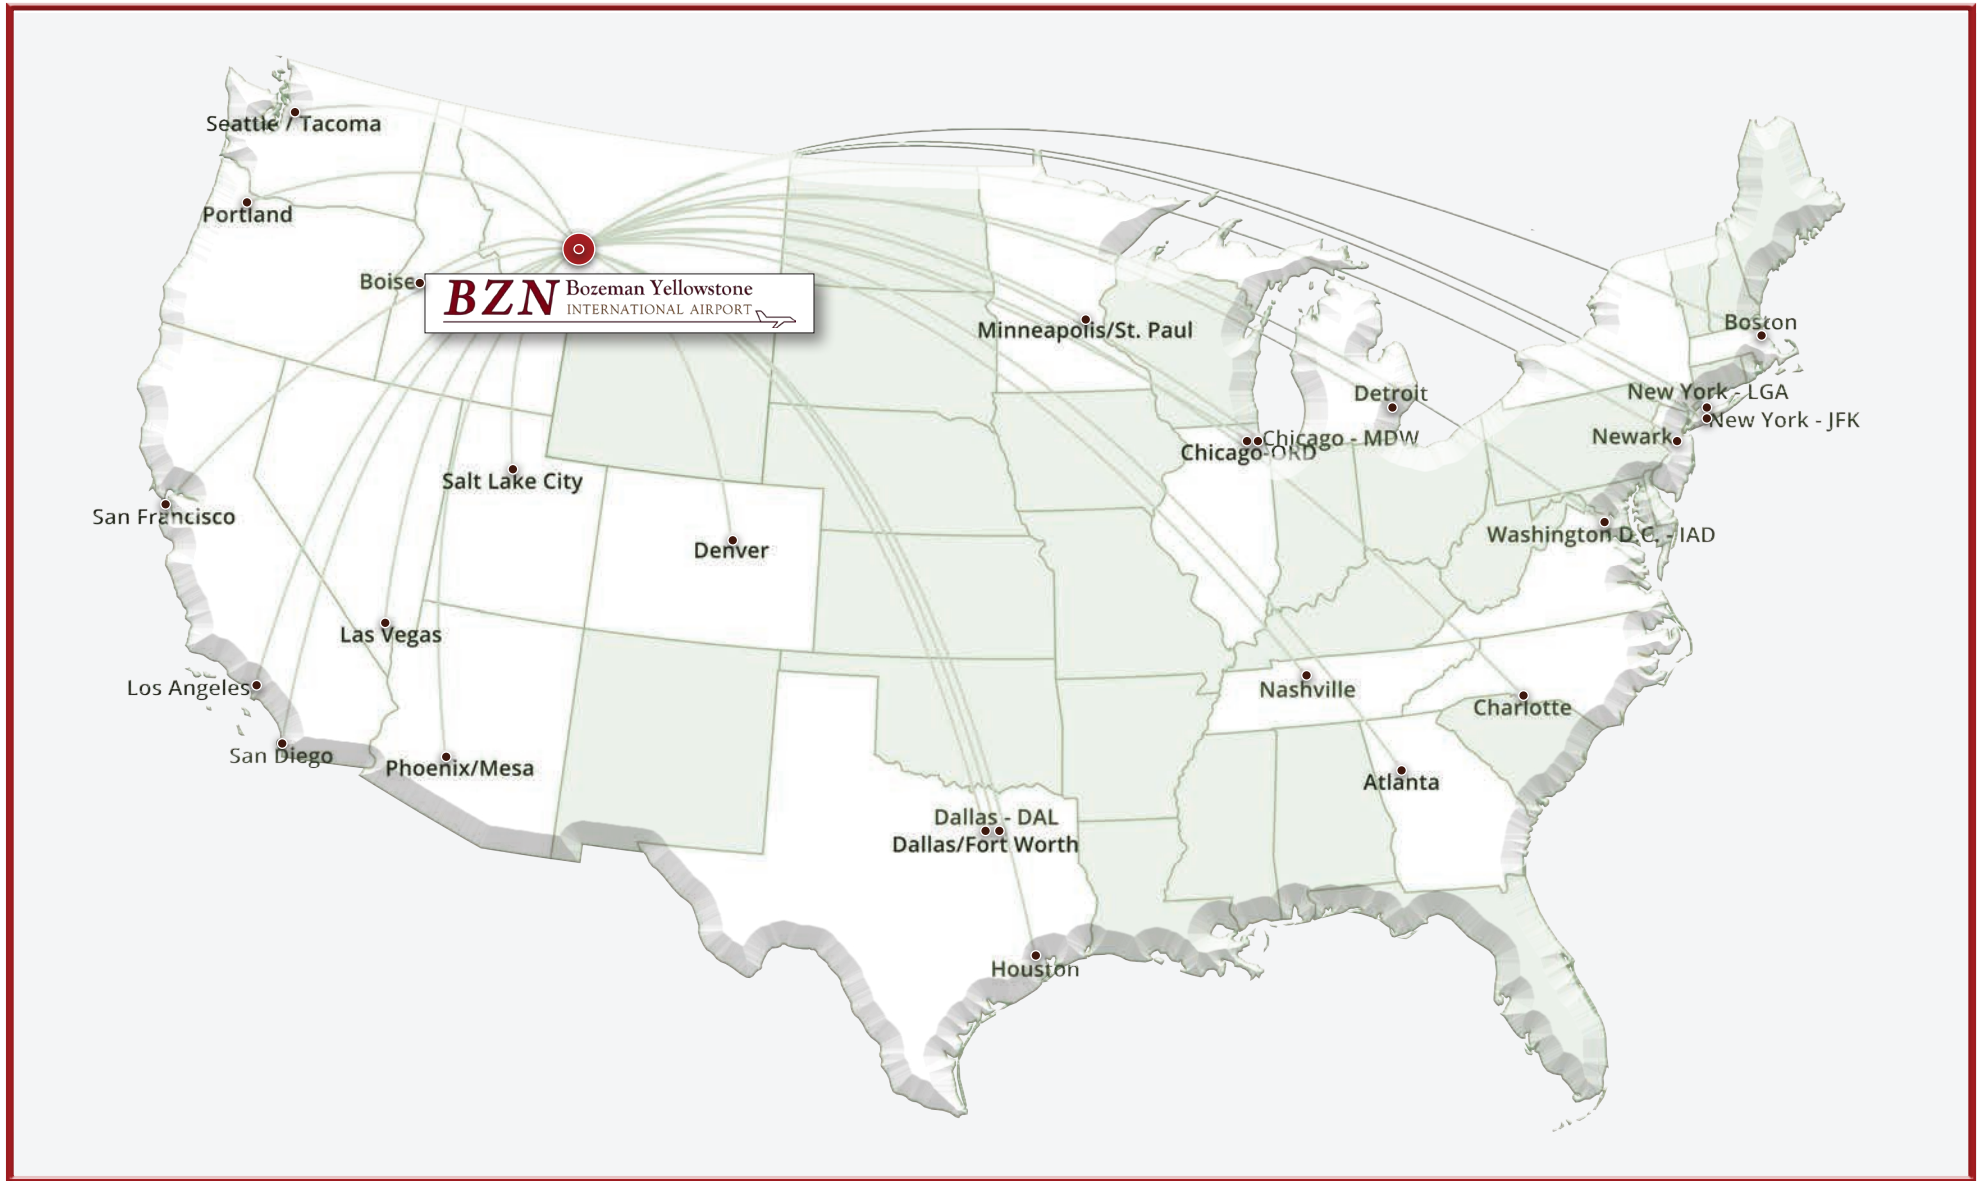 Seattle / Tacoma
Portland
Boise
BZN
Bozeman Yellowstone
INTERNATIONAL AIRPORT
Minneapolis/St. Paul
Boston
Detroit
New York - LGA
New York - JFK
Newark
Chicago - MDW
Chicago-ORD
Salt Lake City
San Francisco
Denver
Washington D.C. - IAD
Las Vegas
Los Angeles
Nashville
Charlotte
San Diego
Phoenix/Mesa
Atlanta
Dallas - DAL
Dallas/Fort Worth
Houston